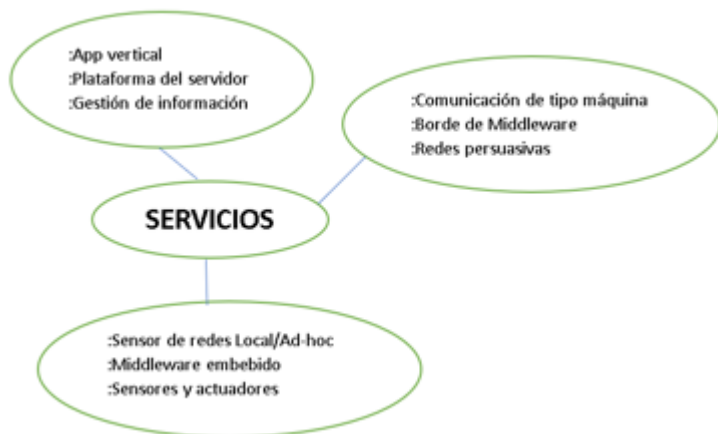 :App vertical
:Plataforma del servidor
:Gestión de información
:Comunicación de tipo máquina
:Borde de Middleware
:Redes persuasivas
SERVICIOS
:Sensor de redes Local/Ad-hoc
:Middleware embebido
:Sensores y actuadores